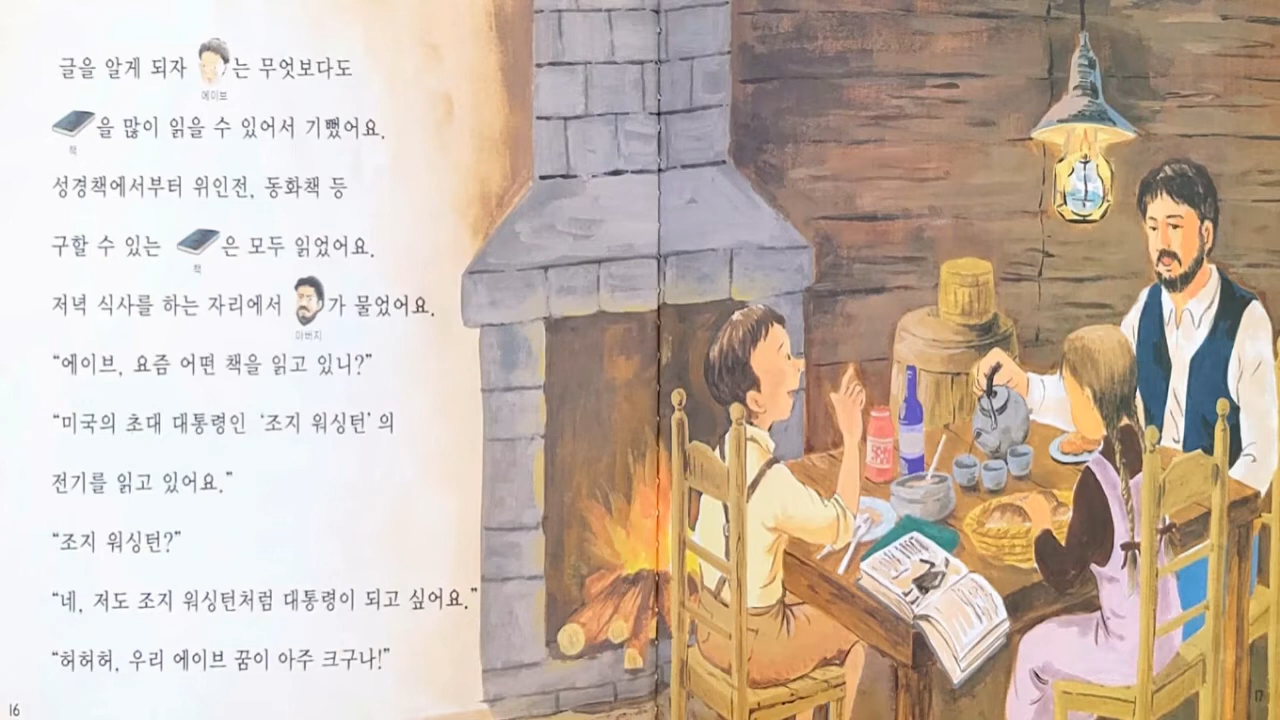 글을 알게 되자 는 무엇보다도
에이브
을 많이 읽을 수 있어서 기뻤어요.
책
성경책에서부터 위인전, 동화책 등
구할 수 있는 은 모두 읽었어요.
책
저녁 식사를 하는 자리에서 가 물었어요.
아버지
“에이브, 요즘 어떤 책을 읽고 있니?”
“미국의 초대 대통령인 ‘조지 워싱턴’의
전기를 읽고 있어요.”
“조지 워싱턴?”
“네, 저도 조지 워싱턴처럼 대통령이 되고 싶어요.”
“허허허, 우리 에이브 꿈이 아주 크구나!”
16
17